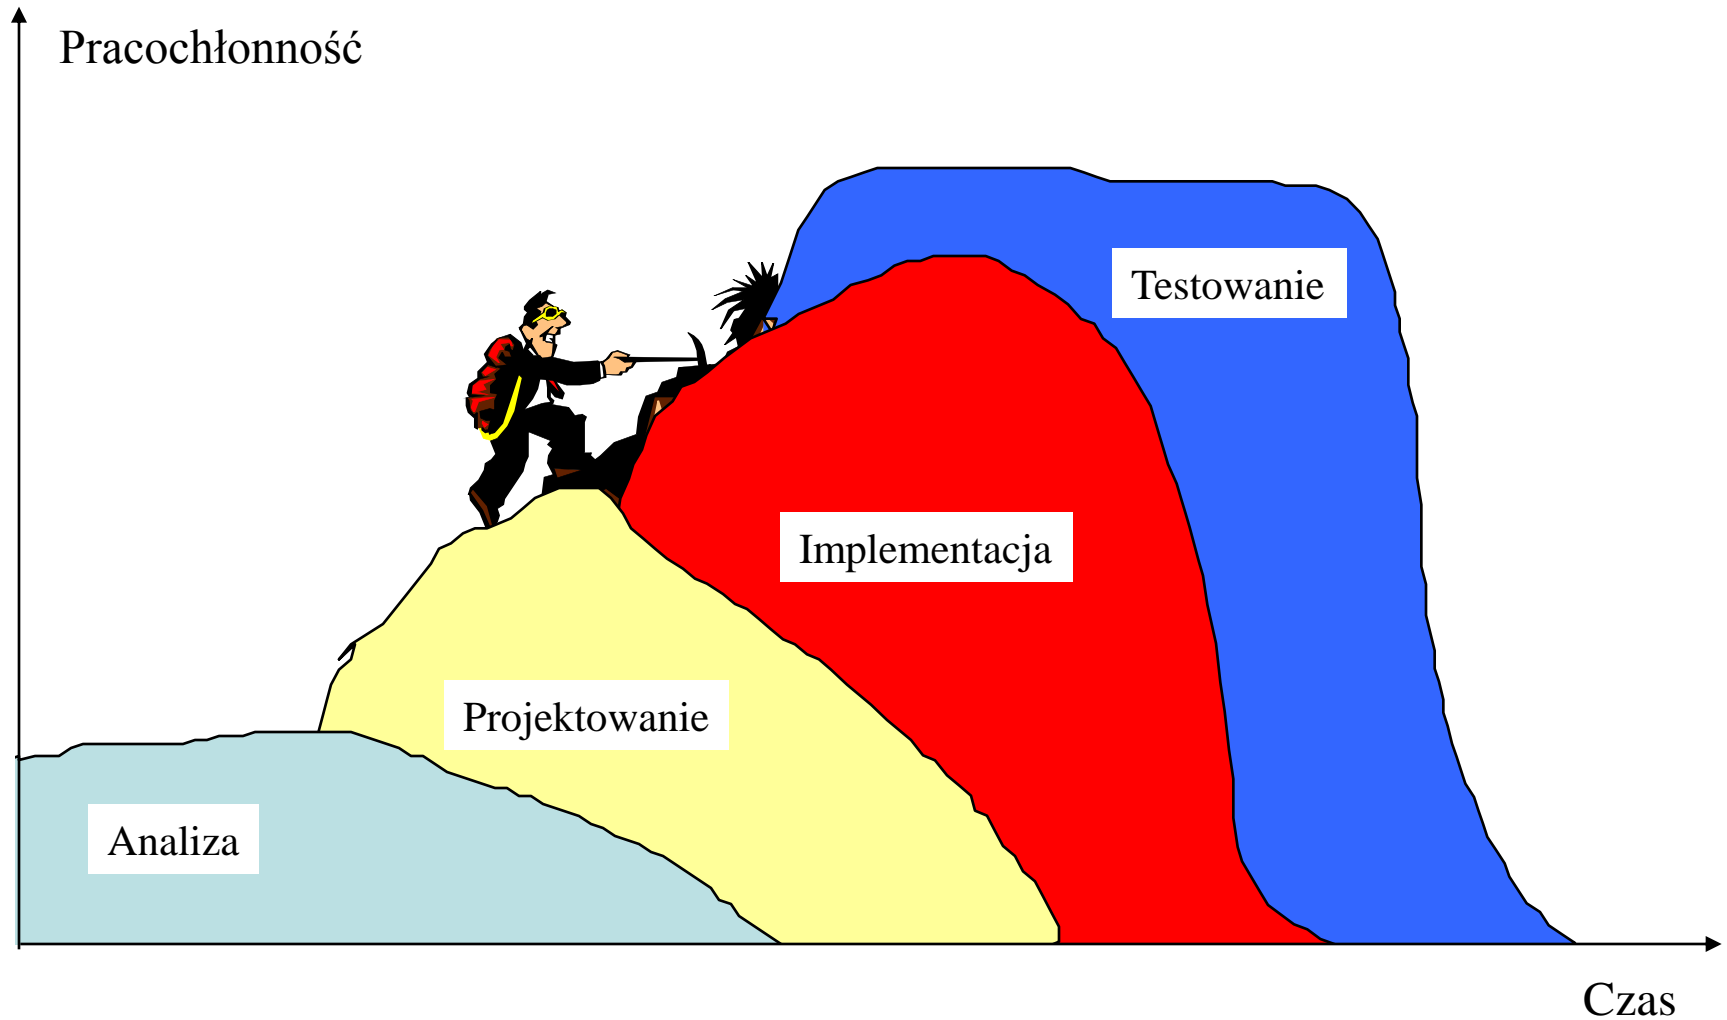 Pracochłonność
Testowanie
Implementacja
Projektowanie
Analiza
Czas